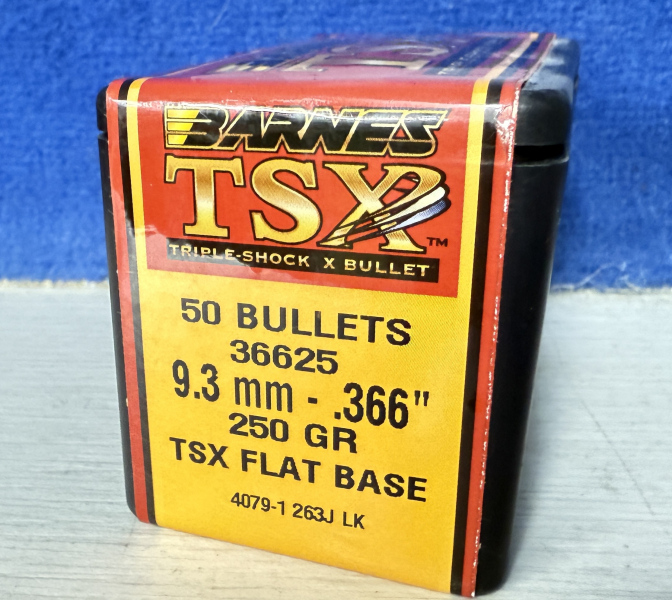 BARNES
TSX™
TRIPLE-SHOCK X BULLET
50 BULLETS
36625
9.3 mm - .366"
250 GR
TSX FLAT BASE
4079-1 263J LK